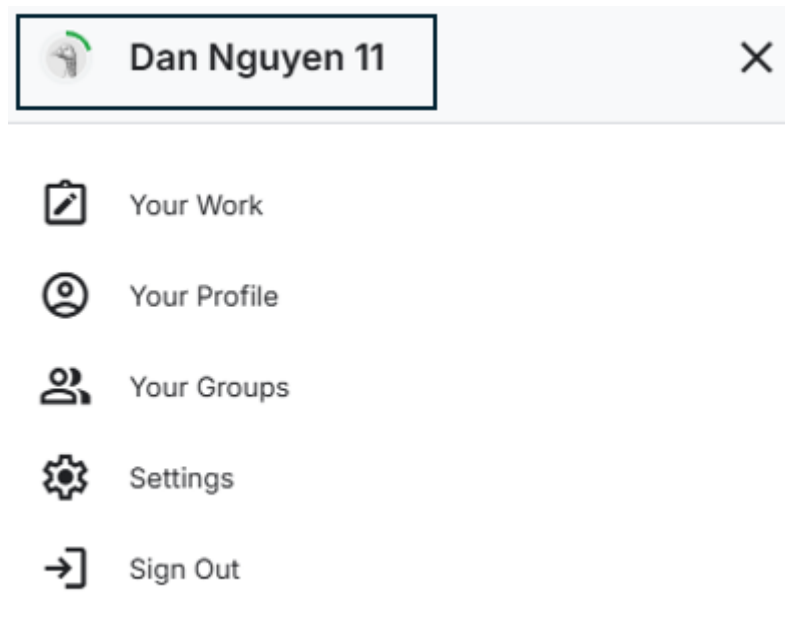 Dan Nguyen 11
Your Work
Your Profile
Your Groups
Settings
Sign Out